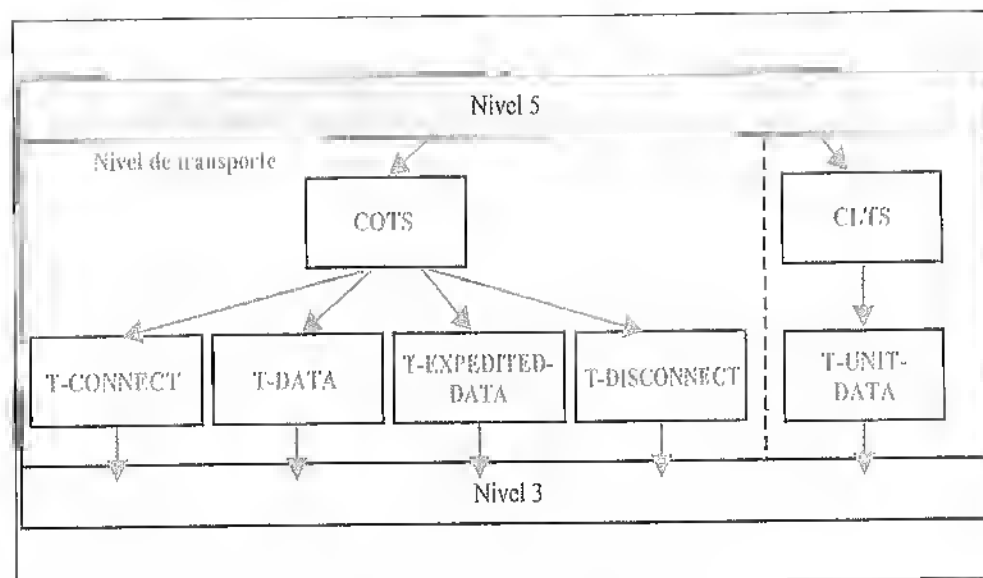 Nivel 5
Nivel de transporte
COTS
CLTS
T-CONNECT
T-DATA
T-EXPEDITED-
DATA
T-DISCONNECT
T-UNIT-
DATA
Nivel 3